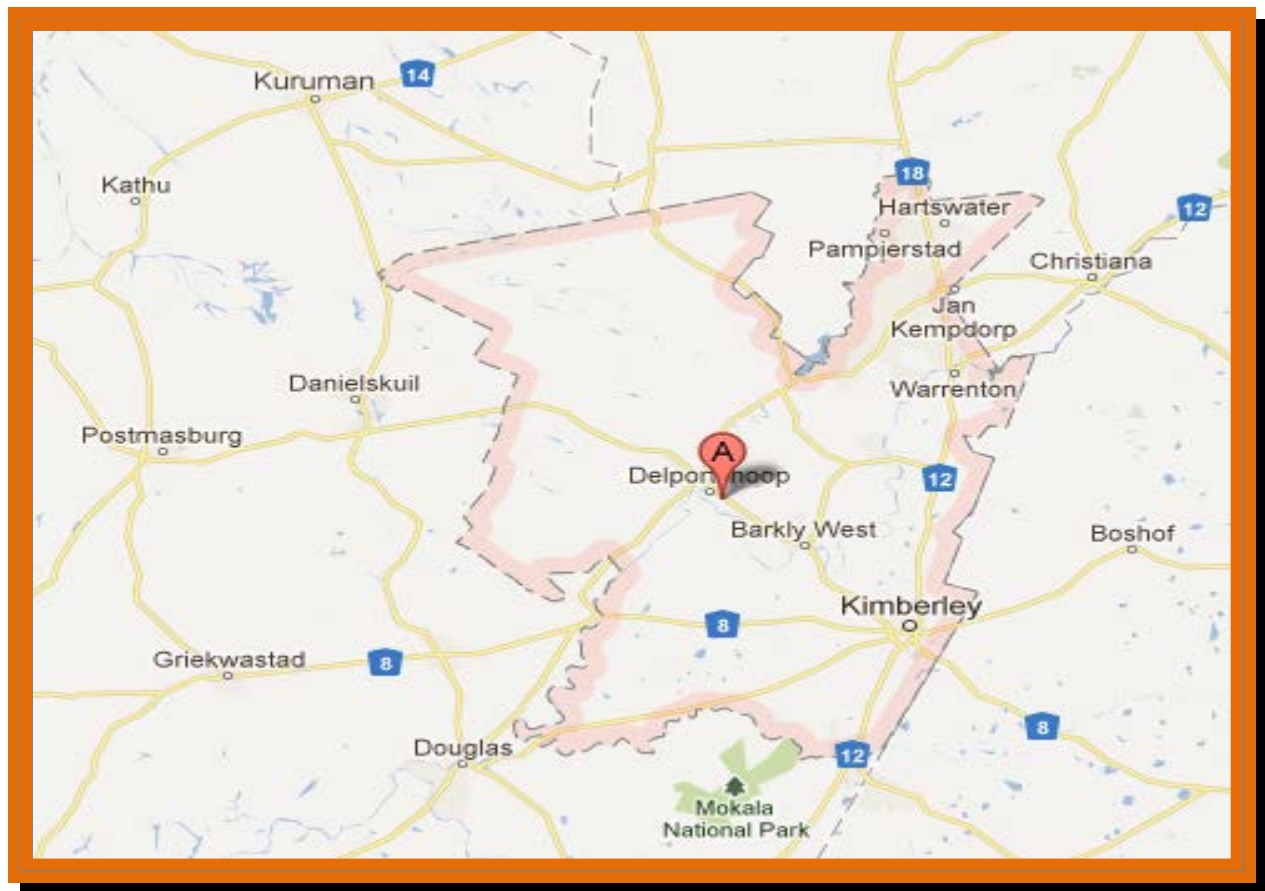 Kuruman
14
Kathu
18
Hartswater
12
Pampierstad
Christiana
Jan
Kempdorp
Danielskuil
Warrenton
Postmasburg
A
12
Barkly West
Boshof
Kimberley
8
Griekwastad
8
8
Douglas
12
Mokala
National Park